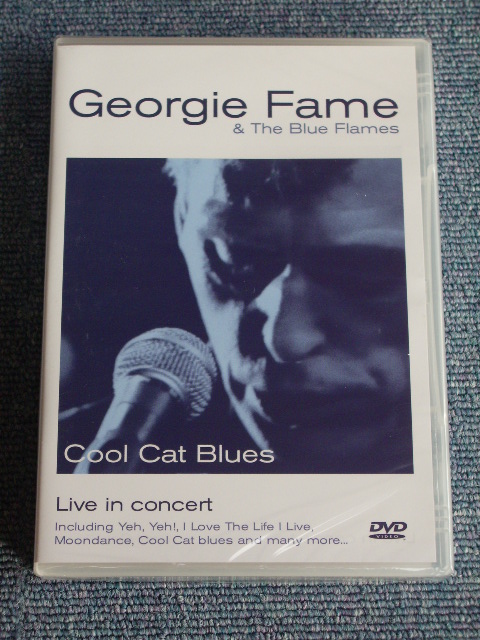 Georgie Fame
& The Blue Flames
Cool Cat Blues
Live in concert
Including Yeh, Yeh!, I Love The Life I Live,
Moondance, Cool Cat blues and many more...
DVD
VIDEO